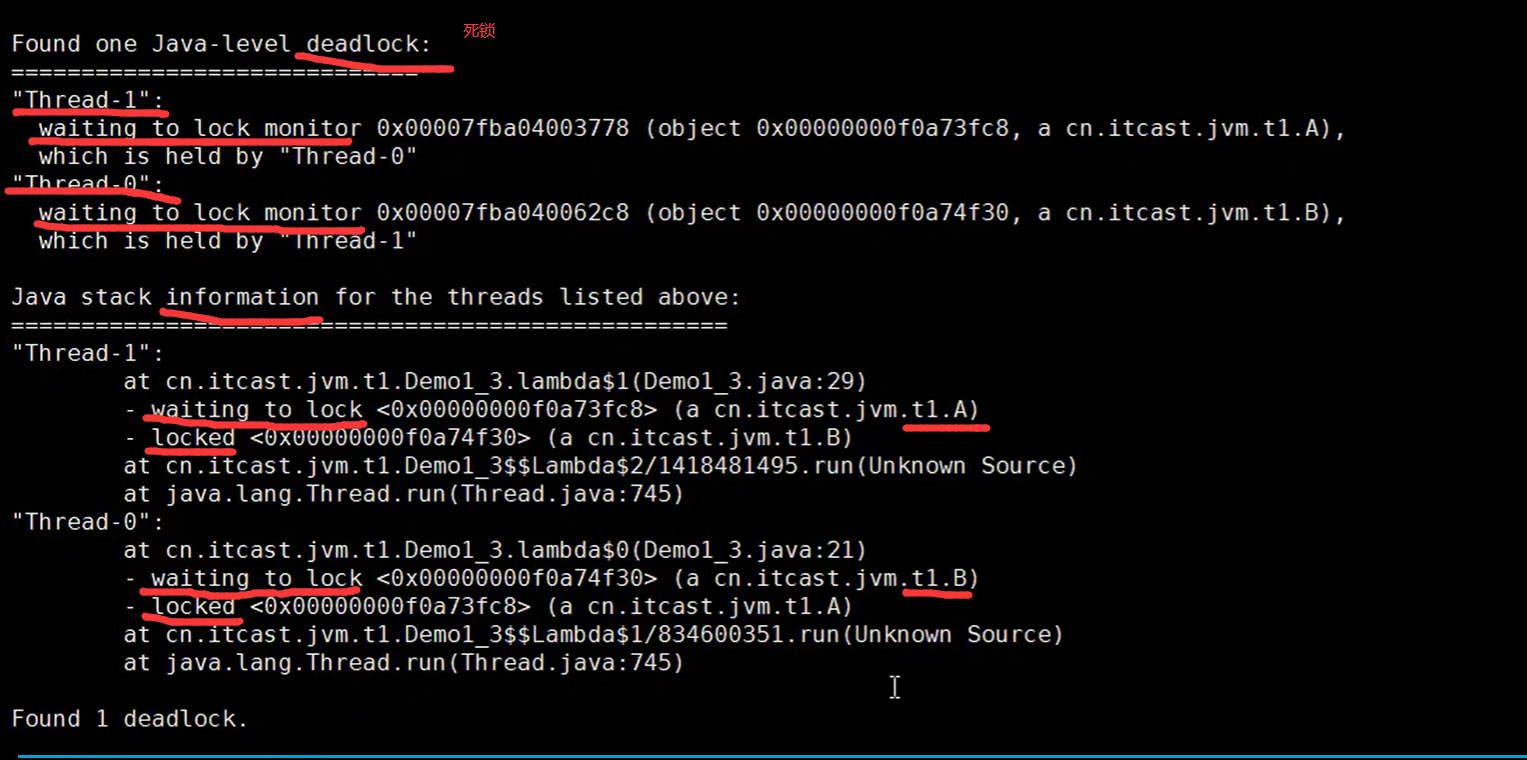 死锁
Found one Java-level deadlock:
=============================
"Thread-1":
waiting to lock monitor 0x00007fba04003778 (object 0x00000000f0a73fc8, a cn.itcast.jvm.t1.A),
which is held by "Thread-0"
"Thread-0":
waiting to lock monitor 0x00007fba040062c8 (object 0x00000000f0a74f30, a cn.itcast.jvm.t1.B),
which is held by "Thread-1"
Java stack information for the threads listed above:
===================================================
"Thread-1":
at cn.itcast.jvm.t1.Demo1_3.lambda$1(Demo1_3.java:29)
- waiting to lock <0x00000000f0a73fc8> (a cn.itcast.jvm.t1.A)
- locked <0x00000000f0a74f30> (a cn.itcast.jvm.t1.B)
at cn.itcast.jvm.t1.Demo1_3$$Lambda$2/1418481495.run(Unknown Source)
at java.lang.Thread.run(Thread.java:745)
"Thread-0":
at cn.itcast.jvm.t1.Demo1_3.lambda$0(Demo1_3.java:21)
- waiting to lock <0x00000000f0a74f30> (a cn.itcast.jvm.t1.B)
- locked <0x00000000f0a73fc8> (a cn.itcast.jvm.t1.A)
at cn.itcast.jvm.t1.Demo1_3$$Lambda$1/834600351.run(Unknown Source)
at java.lang.Thread.run(Thread.java:745)
Found 1 deadlock.